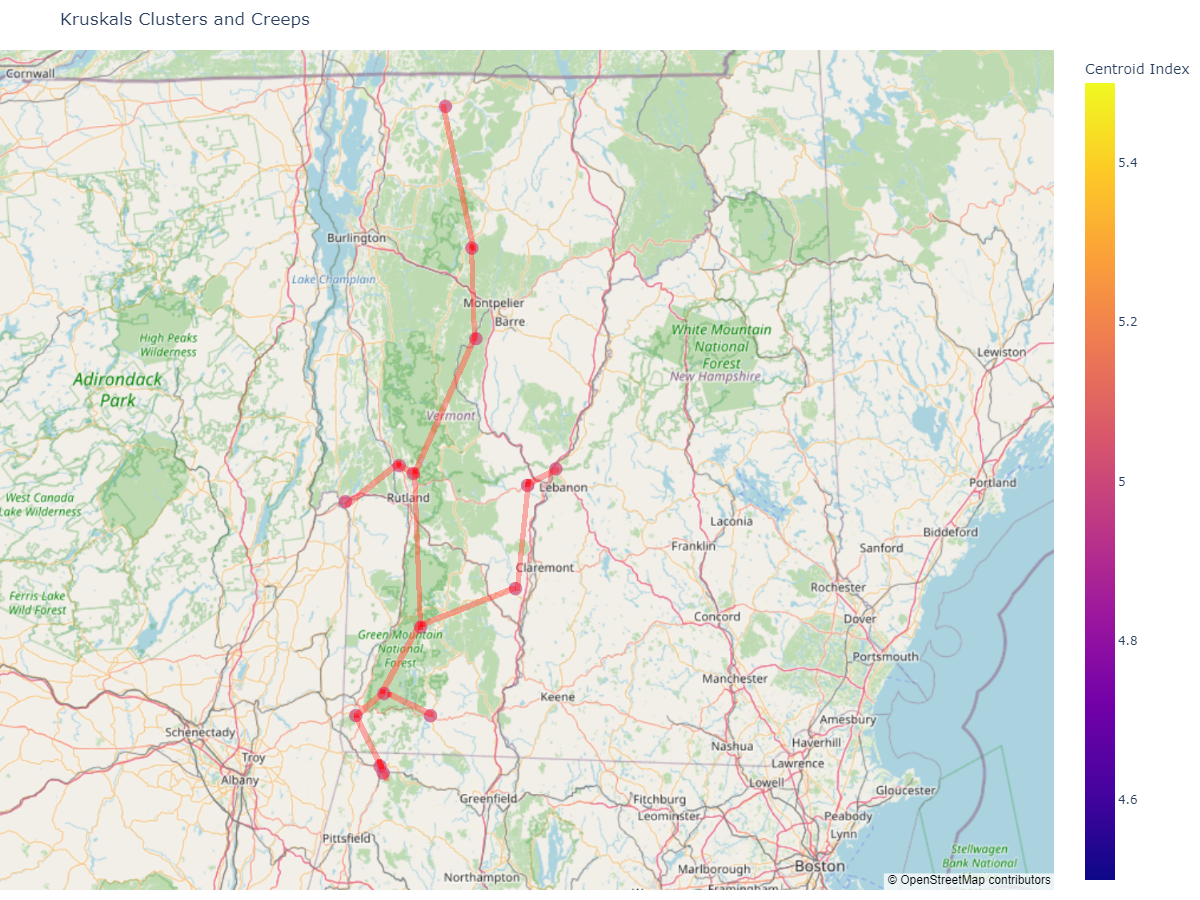 Kruskals Clusters and Creeps
Centroid Index
Cornwall
5.4
Burlington
Lake Champlain
Montpelier
Barre
5.2
High Peaks
Wilderness
White Mountain
National
Forest
New Hampshire
Lewiston
Adirondack
Park
Vermont
5
West Canada
Lake Wilderness
Rutland
Lebanon
Portland
Laconia
Biddeford
Franklin
Sanford
Claremont
Rochester
Ferris Lake
Wild Forest
Concord
Dover
Green Mountain
National
Forest
4.8
Portsmouth
Manchester
Keene
Amesbury
Schenectady
Nashua
Haverhill
Troy
Lawrence
Albany
Lowell
Gloucester
4.6
Greenfield
Fitchburg
Leominster
Peabody
Lynn
Pittsfield
Stellwagen
Bank National
Marlborough
Boston
Northampton
© OpenStreetMap contributors
Framingham